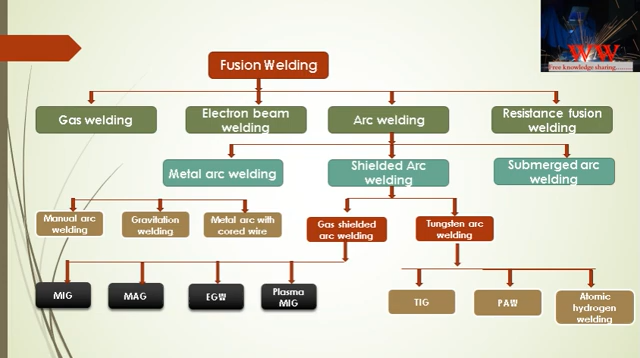 WW
Free knowledge sharing........
Fusion Welding
Gas welding
Electron beam
welding
Arc welding
Resistance fusion
welding
Metal arc welding
Shielded Arc
welding
Submerged arc
welding
Manual arc
welding
Gravitation
welding
Metal arc with
cored wire
Gas shielded
arc welding
Tungsten arc
welding
MIG
MAG
EGW
Plasma
MIG
TIG
PAW
Atomic
hydrogen
welding